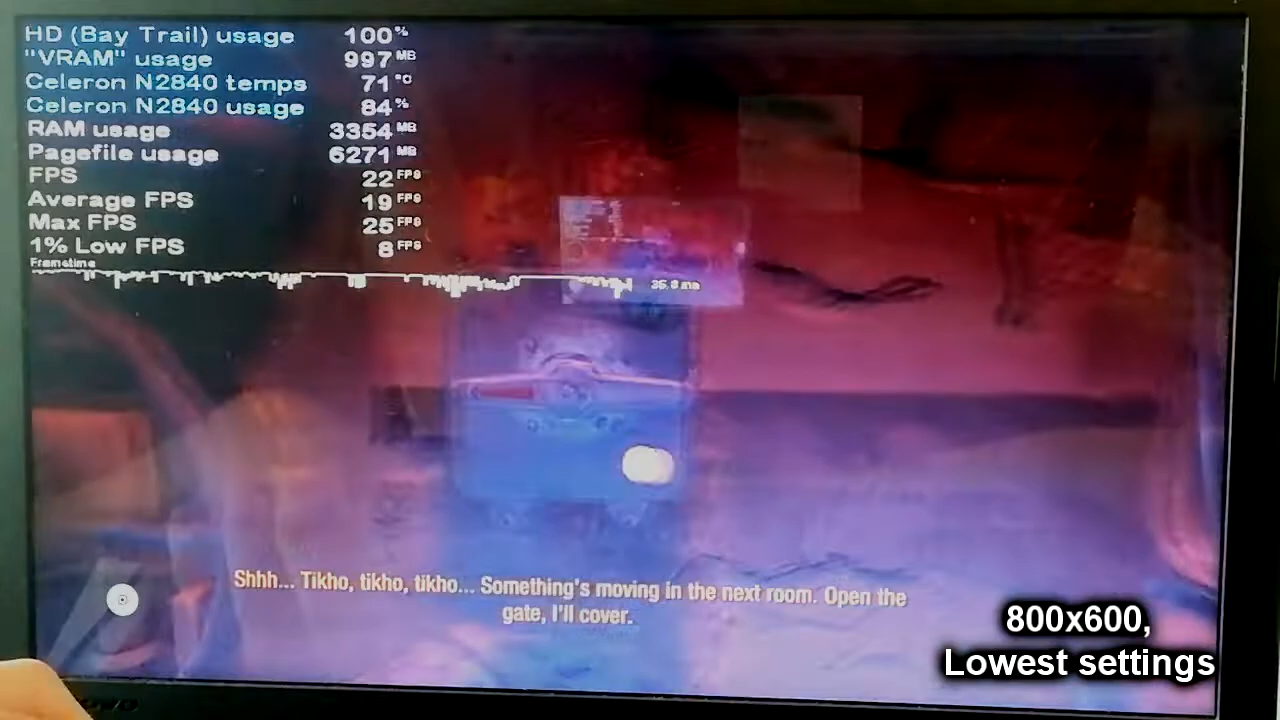 HD (Bay Trail) usage 100%
"VRAM" usage 997 MB
Celeron N2840 temps 71 °C
Celeron N2840 usage 84%
RAM usage 3354 MB
Pagefile usage 6271 MB
FPS 22 FPS
Average FPS 19 FPS
Max FPS 25 FPS
1% Low FPS 8 FPS
Frametime
Shhh... Tikho, tikho, tikho... Something's moving in the next room. Open the
gate, I'll cover.
800x600,
Lowest settings